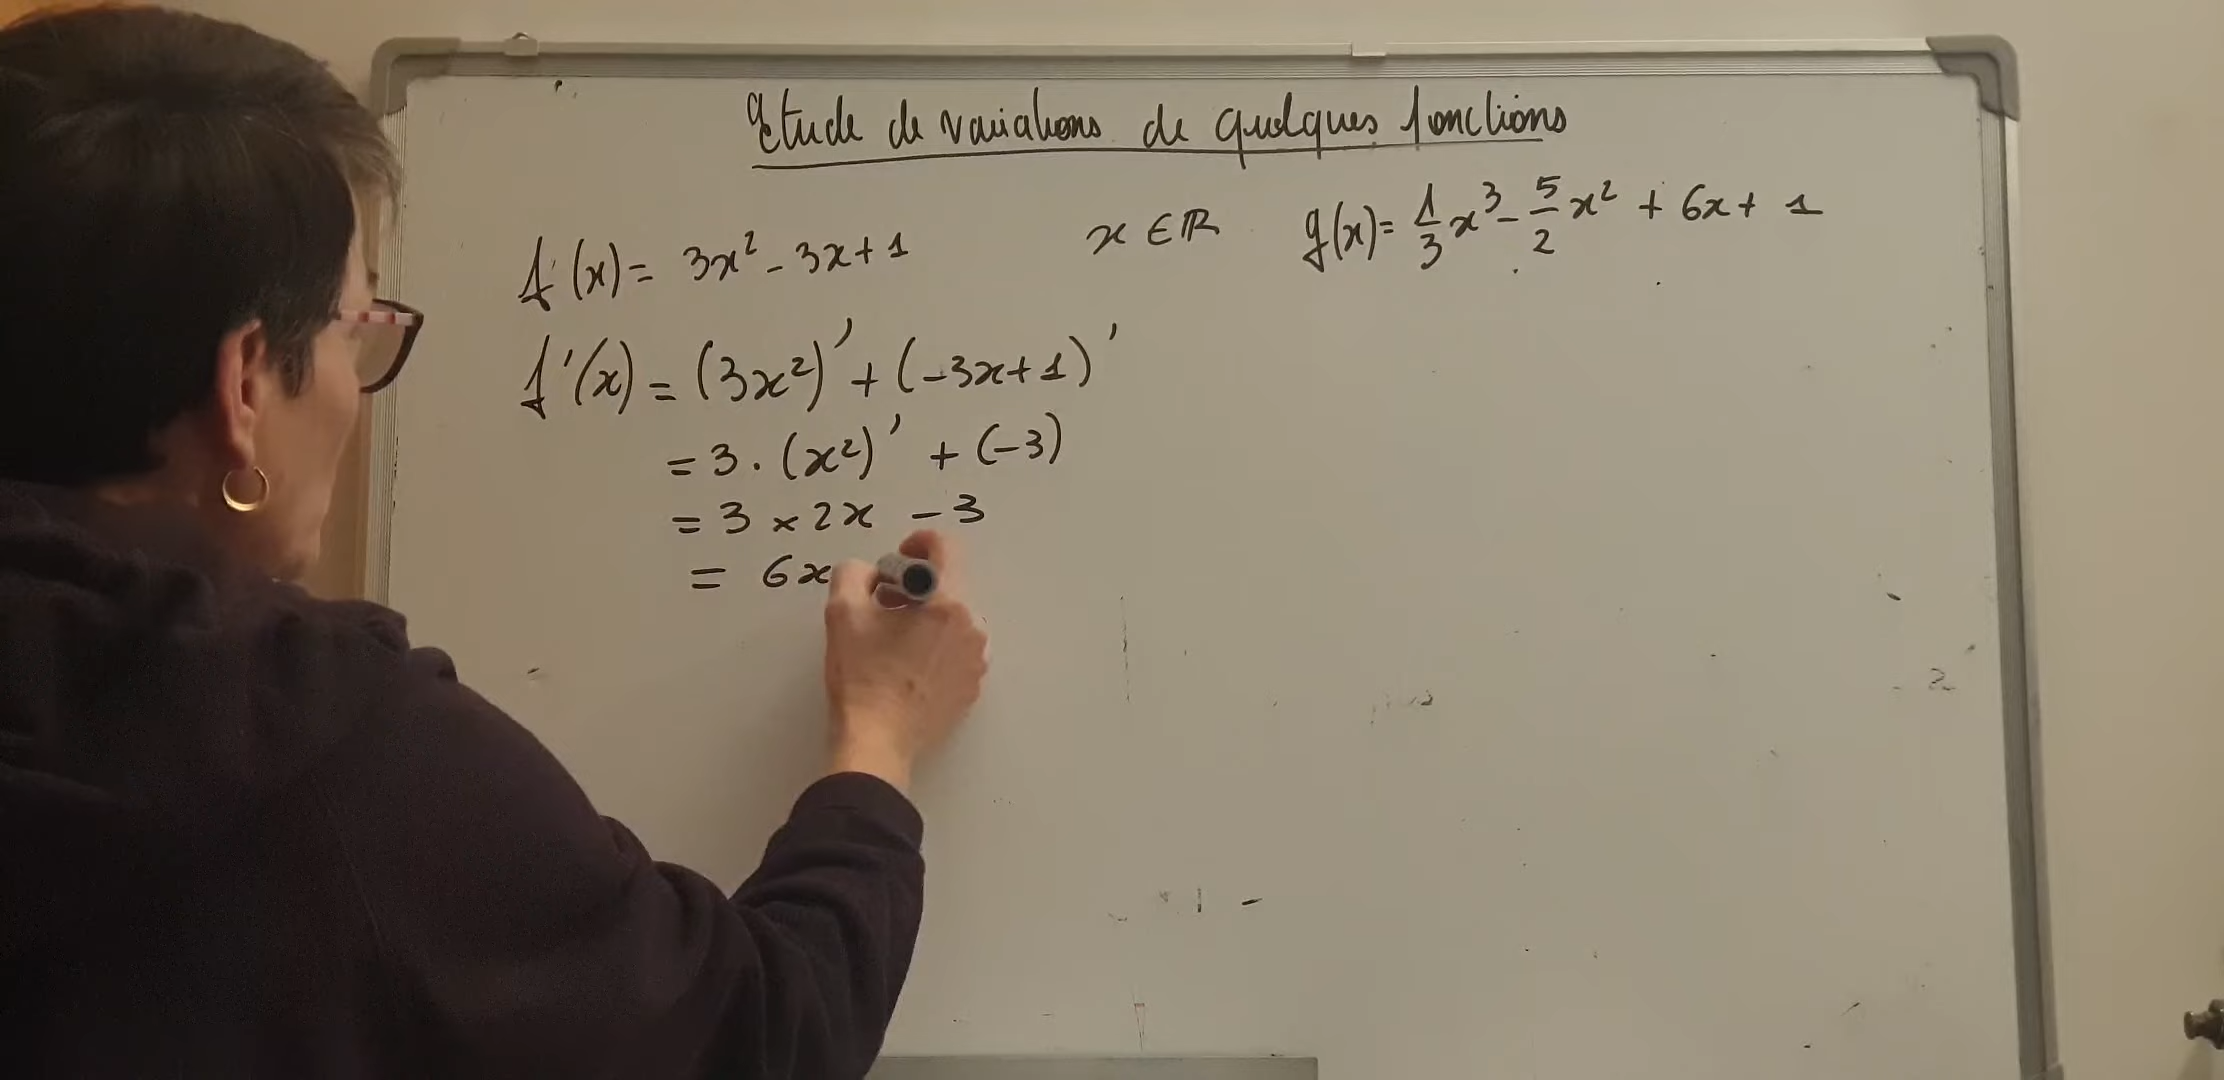 Etude de variations de quelques fonctions
f(x) = 3x² - 3x + 1
x ∈ ℝ
g(x) = 1/3 x³ - 5/2 x² + 6x + 1
f'(x) = (3x²)' + (-3x+1)'
= 3 . (x²)' + (-3)
= 3 × 2x - 3
= 6x